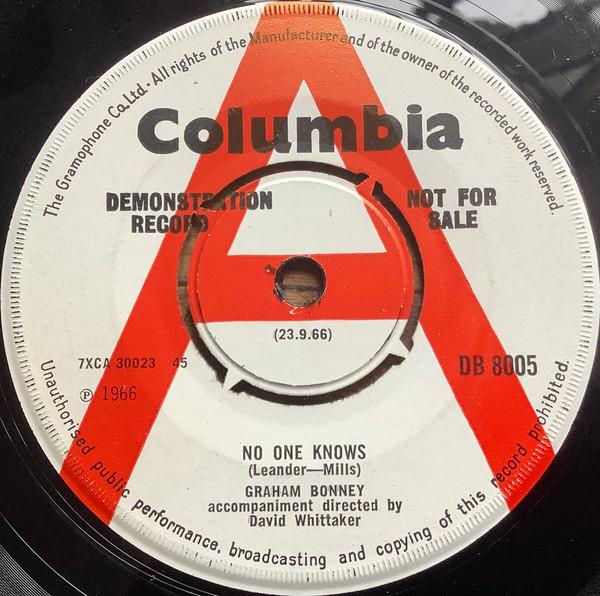 The Gramophone Co. Ltd. · All rights of the Manufacturer and of the owner of the recorded work reserved.
Columbia
DEMONSTRATION RECORD
NOT FOR SALE
A
(23.9.66)
7XCA 30023 45
DB 8005
℗ 1966
NO ONE KNOWS
(Leander—Mills)
GRAHAM BONNEY
accompaniment directed by
David Whittaker
Unauthorised public performance, broadcasting and copying of this record prohibited.